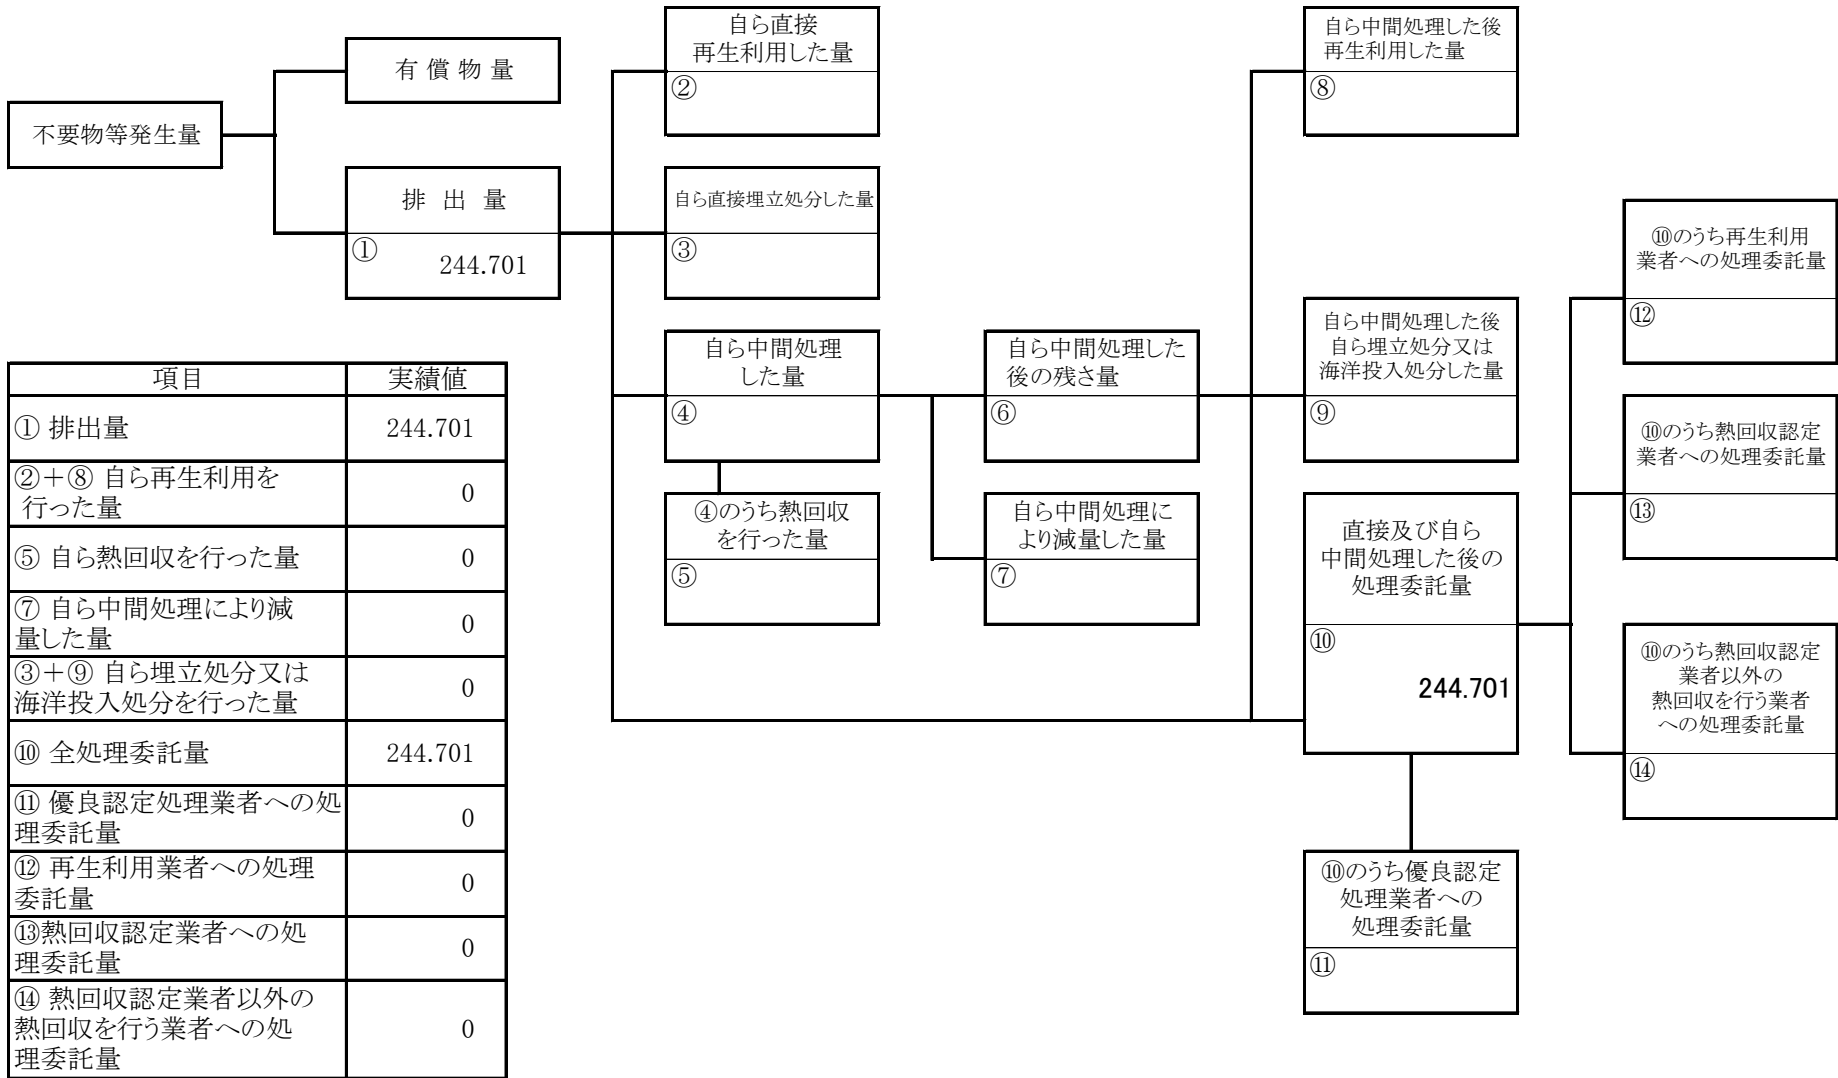 自ら直接
再生利用した量
②
自ら中間処理した後
再生利用した量
⑧
有 償 物 量
不要物等発生量
排 出 量
①
244.701
自ら直接埋立処分した量
③
⑩のうち再生利用
業者への処理委託量
⑫
自ら中間処理
した量
④
自ら中間処理した
後の残さ量
⑥
自ら中間処理した後
自ら埋立処分又は
海洋投入処分した量
⑨
⑩のうち熱回収認定
業者への処理委託量
⑬
④のうち熱回収
を行った量
⑤
自ら中間処理に
より減量した量
⑦
直接及び自ら
中間処理した後の
処理委託量
⑩
244.701
⑩のうち熱回収認定
業者以外の
熱回収を行う業者
への処理委託量
⑭
⑩のうち優良認定
処理業者への
処理委託量
⑪
項目 実績値
① 排出量 244.701
②＋⑧ 自ら再生利用を
行った量 0
⑤ 自ら熱回収を行った量 0
⑦ 自ら中間処理により減
量した量 0
③＋⑨ 自ら埋立処分又は
海洋投入処分を行った量 0
⑩ 全処理委託量 244.701
⑪ 優良認定処理業者への処
理委託量 0
⑫ 再生利用業者への処理
委託量 0
⑬熱回収認定業者への処
理委託量 0
⑭ 熱回収認定業者以外の
熱回収を行う業者への処 0
理委託量